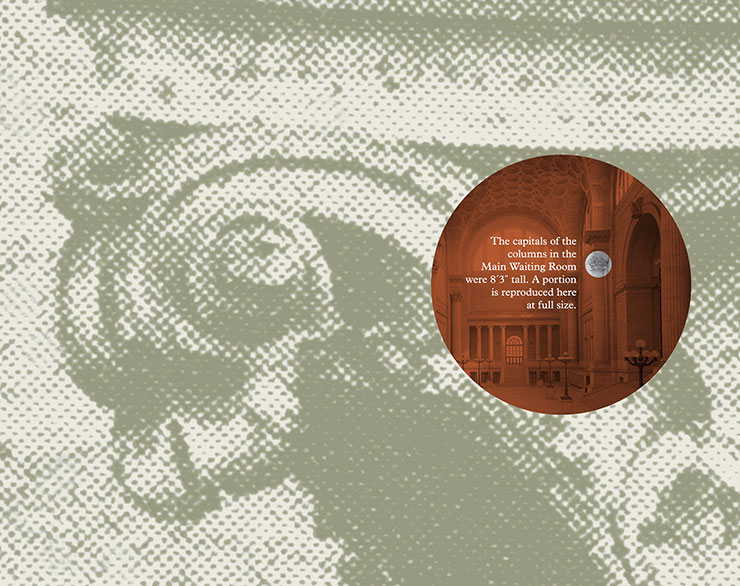 The capitals of the
columns in the
Main Waiting Room
were 8´3˝ tall. A portion
is reproduced here
at full size.